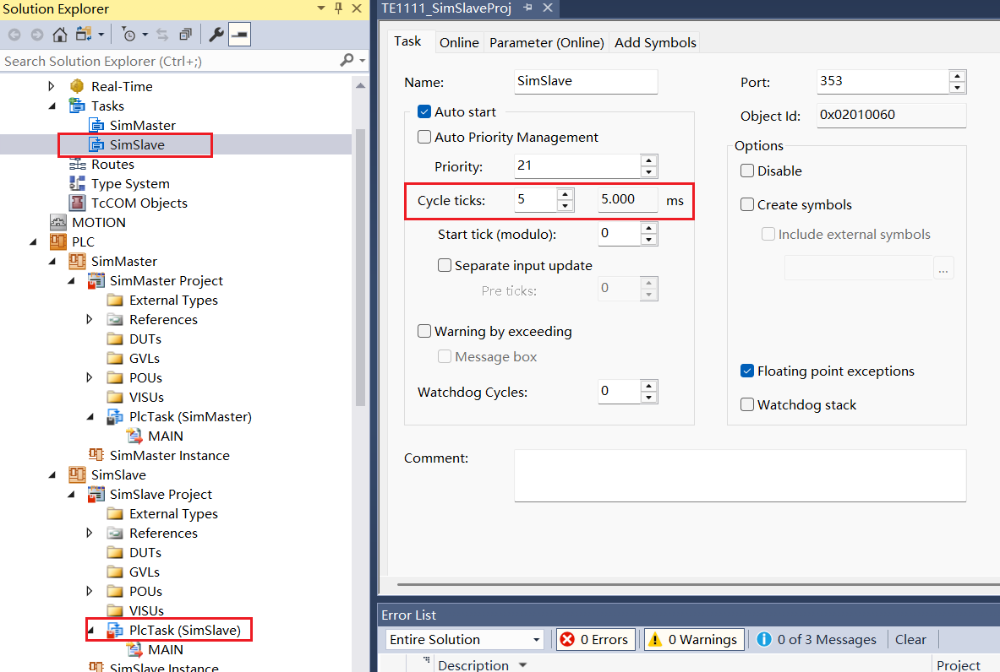 Solution Explorer
Search Solution Explorer (Ctrl+;)
Real-Time
Tasks
SimMaster
SimSlave
Routes
Type System
TcCOM Objects
MOTION
PLC
SimMaster
SimMaster Project
External Types
References
DUTs
GVLs
POUs
VISUs
PlcTask (SimMaster)
MAIN
SimMaster Instance
SimSlave
SimSlave Project
External Types
References
DUTs
GVLs
POUs
VISUs
PlcTask (SimSlave)
MAIN
SimSlave Instance
TE1111_SimSlaveProj
Task Online Parameter (Online) Add Symbols
Name: SimSlave
Auto start
Auto Priority Management
Priority: 21
Cycle ticks: 5 5.000 ms
Start tick (modulo): 0
Separate input update
Pre ticks: 0
Warning by exceeding
Message box
Watchdog Cycles: 0
Port: 353
Object Id: 0x02010060
Options
Disable
Create symbols
Include external symbols
...
Floating point exceptions
Watchdog stack
Comment:
Error List
Entire Solution 0 Errors 0 Warnings 0 of 3 Messages Clear
Description Project